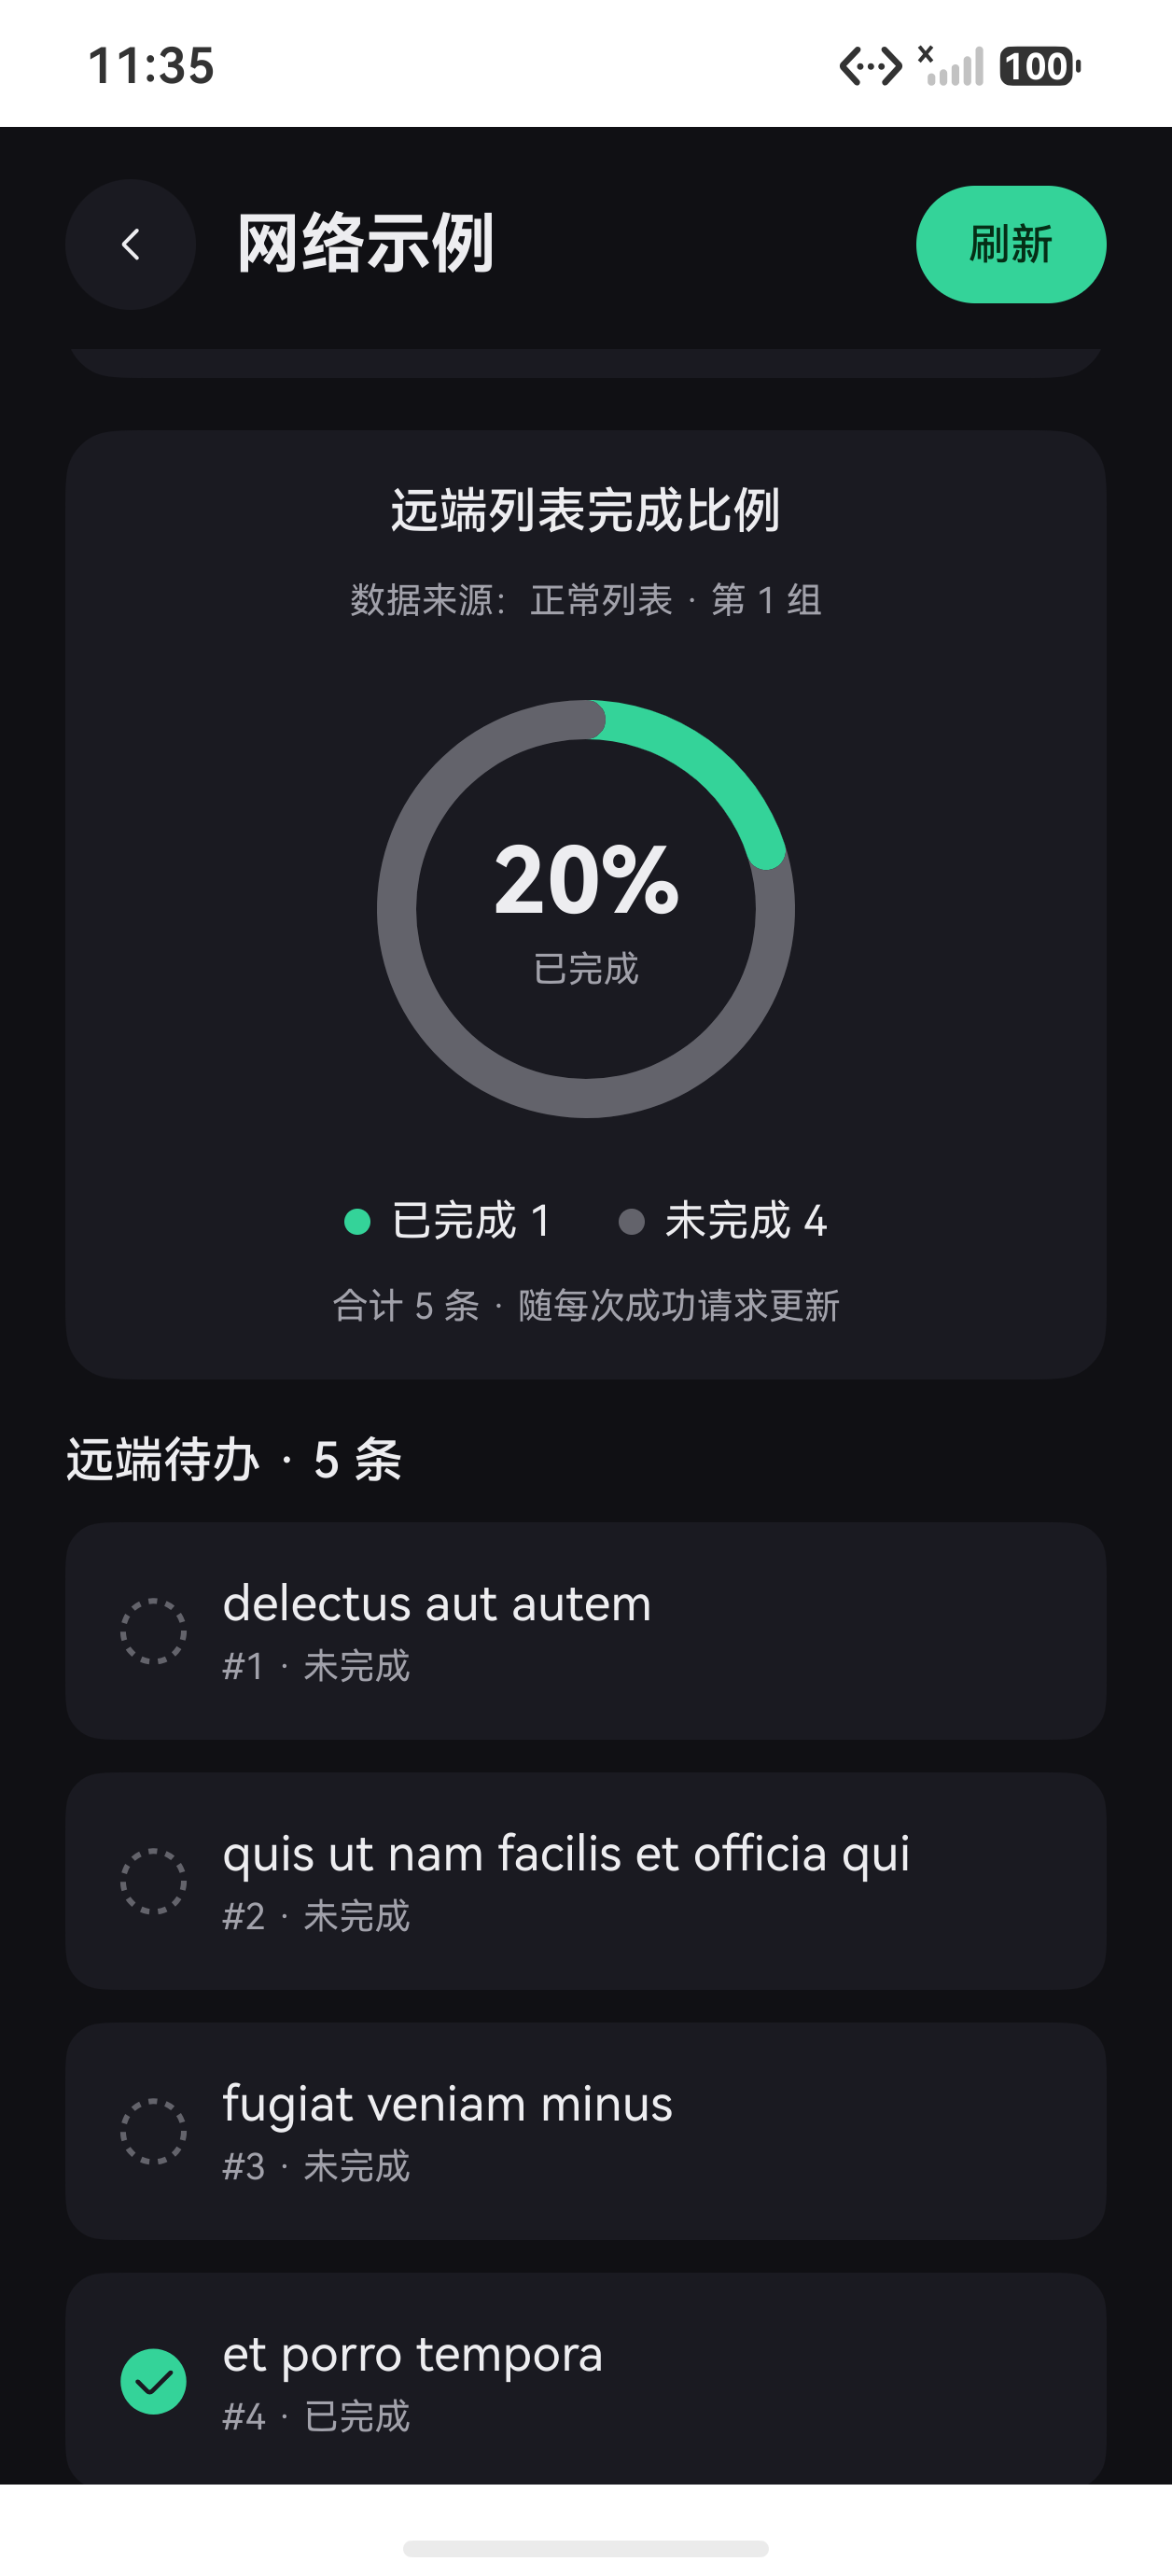 11:35
100
网络示例
刷新
远端列表完成比例
数据来源：正常列表 · 第 1 组
20%
已完成
已完成 1
未完成 4
合计 5 条 · 随每次成功请求更新
远端待办 · 5 条
delectus aut autem
#1 · 未完成
quis ut nam facilis et officia qui
#2 · 未完成
fugiat veniam minus
#3 · 未完成
et porro tempora
#4 · 已完成